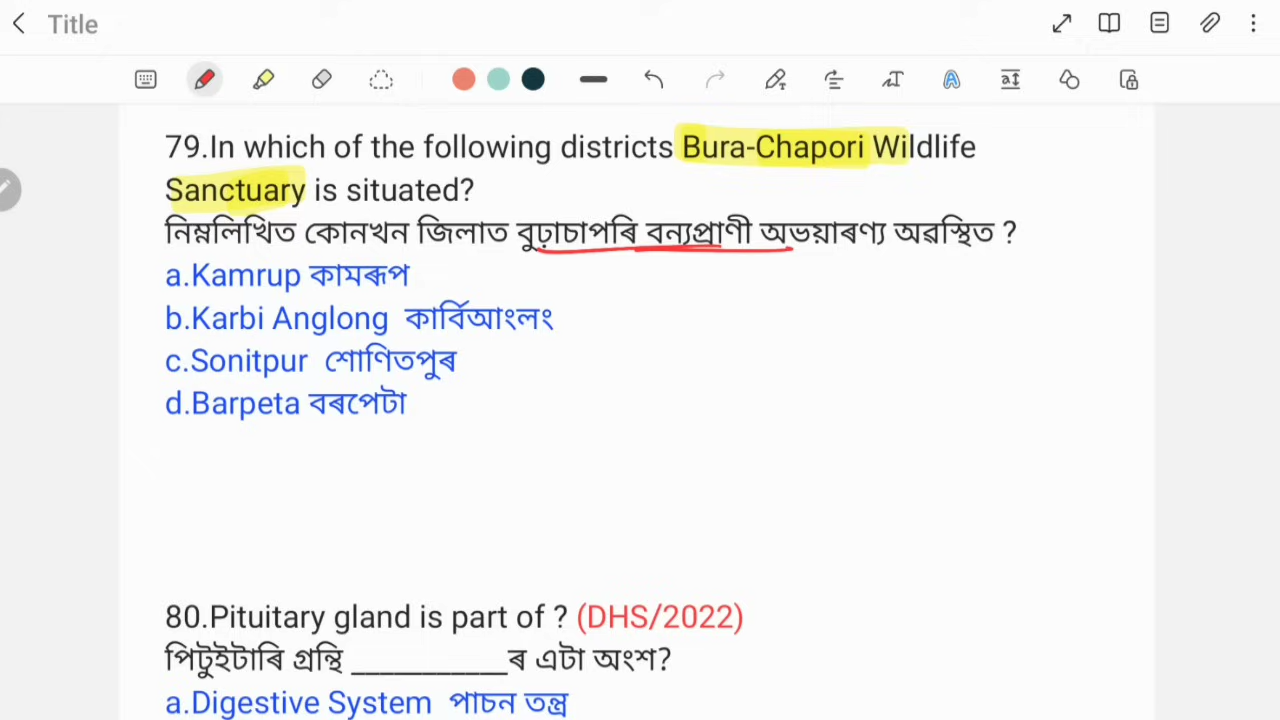 Title
79.In which of the following districts Bura-Chapori Wildlife
Sanctuary is situated?
নিম্নলিখিত কোনখন জিলাত বুঢ়াচাপৰি বন্যপ্ৰাণী অভয়াৰণ্য অৱস্থিত ?
a.Kamrup কামৰূপ
b.Karbi Anglong কাৰ্বিআংলং
c.Sonitpur শোণিতপুৰ
d.Barpeta বৰপেটা
80.Pituitary gland is part of ? (DHS/2022)
পিটুইটাৰি গ্ৰন্থি ___________ৰ এটা অংশ?
a.Digestive System পাচন তন্ত্ৰ